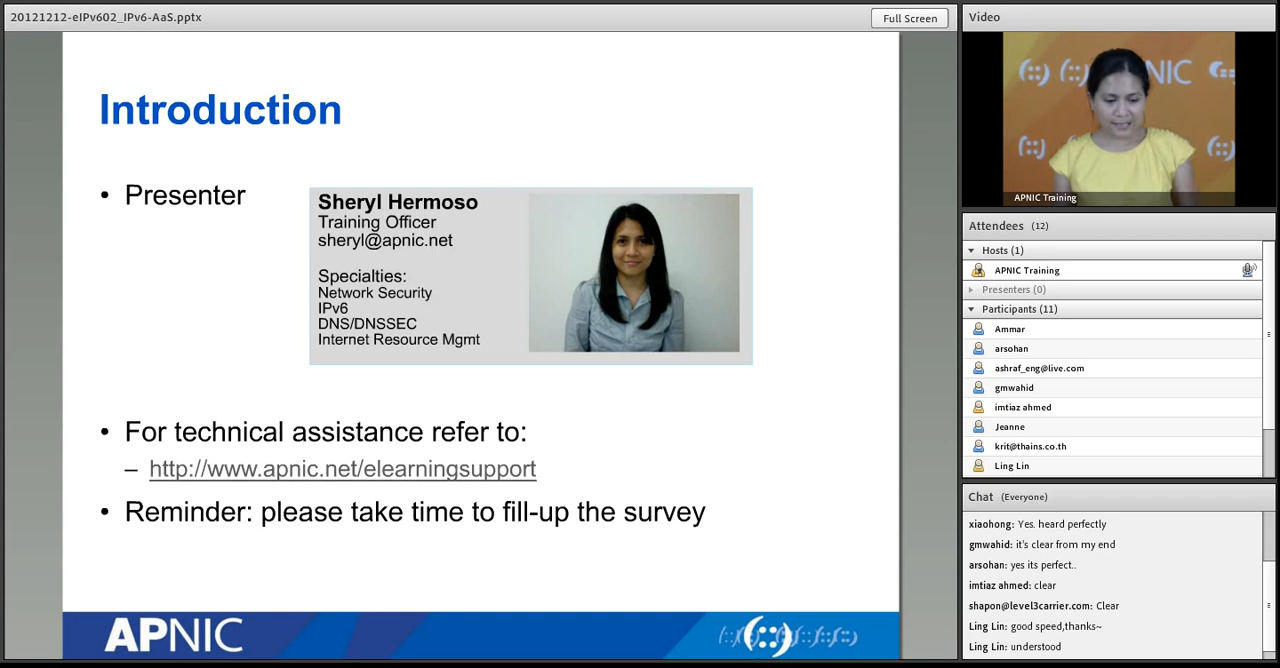 20121212-eIPv602_IPv6-AaS.pptx
Full Screen
Introduction
• Presenter
Sheryl Hermoso
Training Officer
sheryl@apnic.net
Specialties:
Network Security
IPv6
DNS/DNSSEC
Internet Resource Mgmt
• For technical assistance refer to:
– http://www.apnic.net/elearningsupport
• Reminder: please take time to fill-up the survey
APNIC
Video
NIC
APNIC Training
Attendees (12)
Hosts (1)
APNIC Training
Presenters (0)
Participants (11)
Ammar
arsohan
ashraf_eng@live.com
gmwahid
imtiaz ahmed
Jeanne
krit@thains.co.th
Ling Lin
Chat (Everyone)
xiaohong: Yes. heard perfectly
gmwahid: it's clear from my end
arsohan: yes its perfect..
imtiaz ahmed: clear
shapon@level3carrier.com: Clear
Ling Lin: good speed,thanks~
Ling Lin: understood